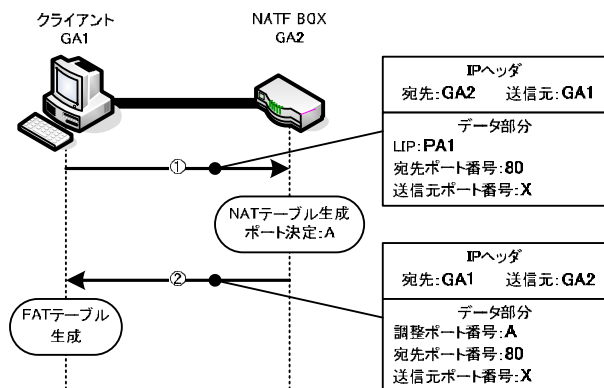 クライアント
GA1
NATF BOX
GA2
IPヘッダ
宛先:GA2 送信元:GA1
データ部分
LIP:PA1
宛先ポート番号:80
送信元ポート番号:X
①
NATテーブル生成
ポート決定:A
②
IPヘッダ
宛先:GA1 送信元:GA2
データ部分
調整ポート番号:A
宛先ポート番号:80
送信元ポート番号:X
FATテーブル
生成